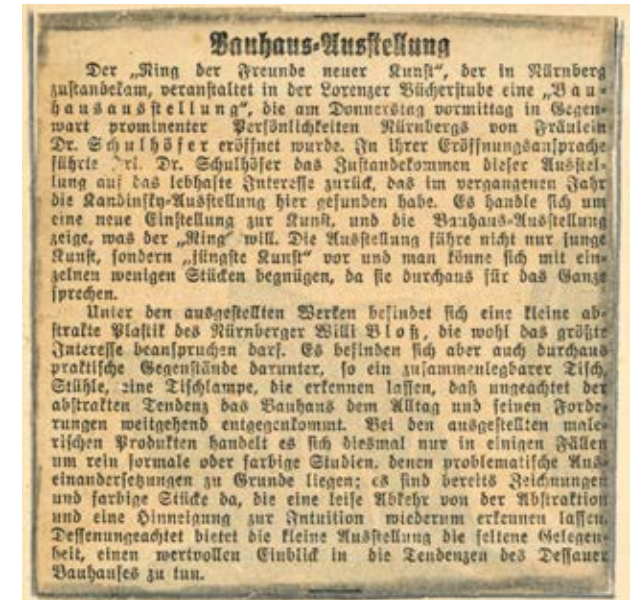 Bauhaus-Ausstellung
Der „Ring der Freunde neuer Kunst“, der in Nürnberg
zustandekam, veranstaltet in der Lorenzer Bücherstube eine „Bau-
hausausstellung“, die am Donnerstag vormittag in Gegen-
wart prominenter Persönlichkeiten Nürnbergs von Fräulein
Dr. Schulhöfer eröffnet wurde. In ihrer Eröffnungsansprache
führte Frl. Dr. Schulhöfer das Zustandekommen dieser Ausstel-
lung auf das lebhafte Interesse zurück, das im vergangenen Jahr
die Kandinsky-Ausstellung hier gefunden habe. Es handle sich um
eine neue Einstellung zur Kunst, und die Bauhaus-Ausstellung
zeige, was der „Ring“ will. Die Ausstellung führe nicht nur junge
Kunst, sondern „jüngste Kunst“ vor und man könne sich mit ein-
zelnen wenigen Stücken begnügen, da sie durchaus für das Ganze
sprechen.
Unter den ausgestellten Werken befindet sich eine kleine ab-
strakte Plastik des Nürnberger Willi Bloß, die wohl das größte
Interesse beanspruchen darf. Es befinden sich aber auch durchaus
praktische Gegenstände darunter, so ein zusammenlegbarer Tisch,
Stühle, eine Tischlampe, die erkennen lassen, daß ungeachtet der
abstrakten Tendenz das Bauhaus dem Alltag und seinen Forde-
rungen weitgehend entgegenkommt. Bei den ausgestellten male-
rischen Produkten handelt es sich diesmal nur in einigen Fällen
um rein formale oder farbige Studien, denen problematische Aus-
einandersetzungen zu Grunde liegen; es sind bereits Zeichnungen
und farbige Stücke da, die eine leise Abkehr von der Abstraktion
und eine Hinneigung zur Intuition wiederum erkennen lassen.
Dessenungeachtet bietet die kleine Ausstellung die seltene Gelegen-
heit, einen wertvollen Einblick in die Tendenzen des Dessauer
Bauhauses zu tun.